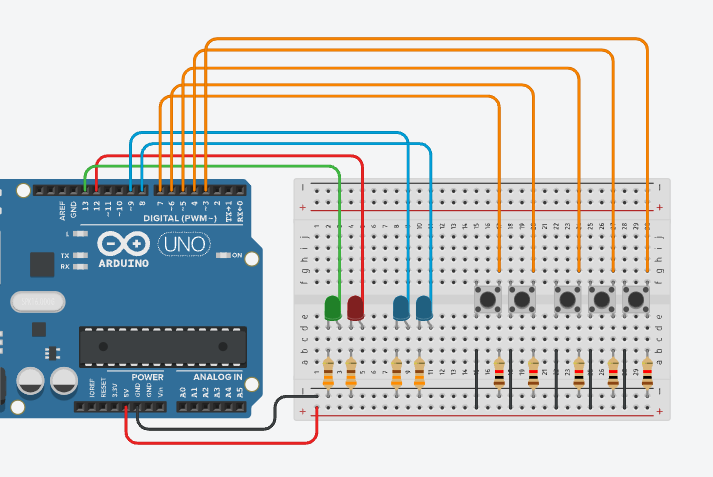 AREF
GND
13
12
~11
~10
~9
8
7
~6
~5
4
~3
2
TX→1
RX←0
DIGITAL (PWM~)
L
TX
RX
ARDUINO
UNO
ON
POWER
ANALOG IN
IOREF
RESET
3.3V
5V
GND
GND
Vin
A0
A1
A2
A3
A4
A5
j
i
h
g
f
e
d
c
b
a